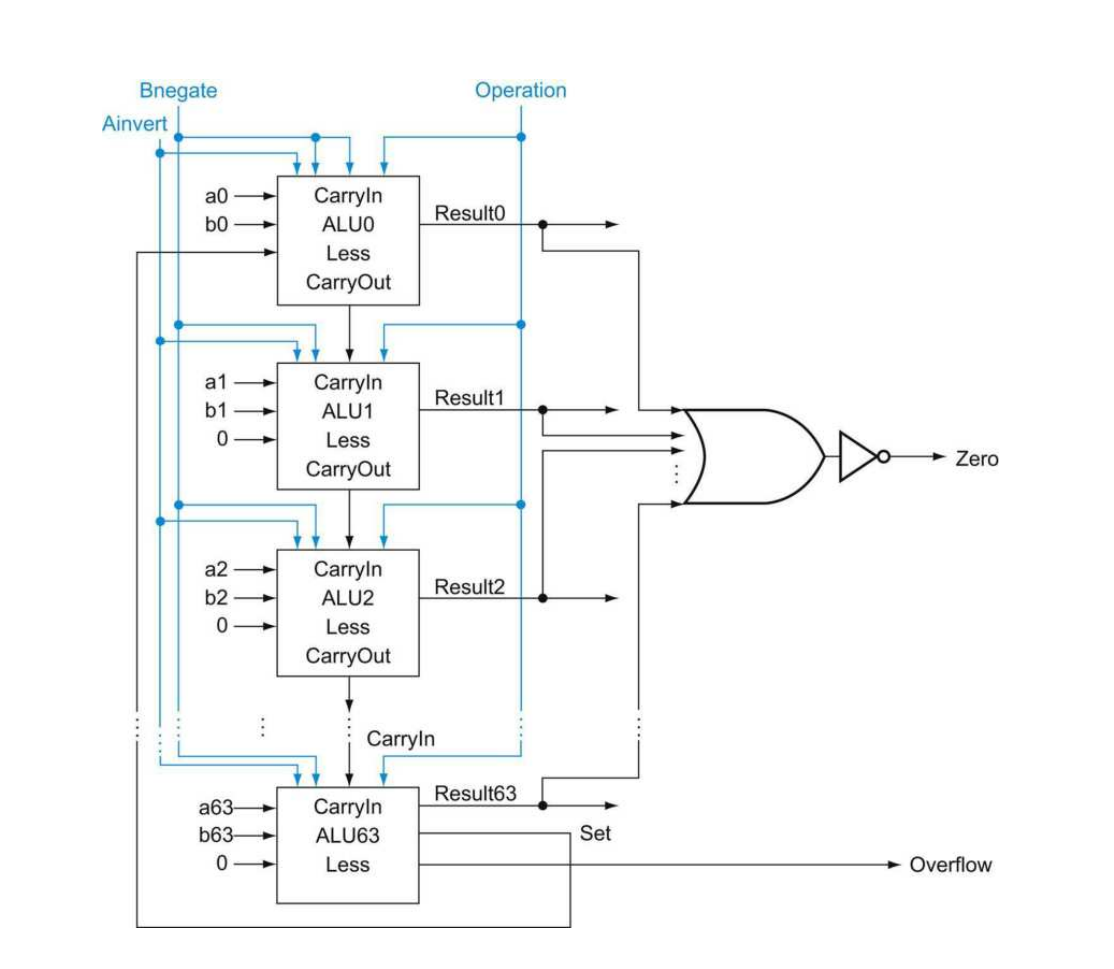 Bnegate
Operation
Ainvert
a0
CarryIn
Result0
b0
ALU0
Less
CarryOut
a1
CarryIn
Result1
b1
ALU1
0
Less
CarryOut
Zero
a2
CarryIn
Result2
b2
ALU2
0
Less
CarryOut
CarryIn
a63
CarryIn
Result63
b63
ALU63
Set
0
Less
Overflow